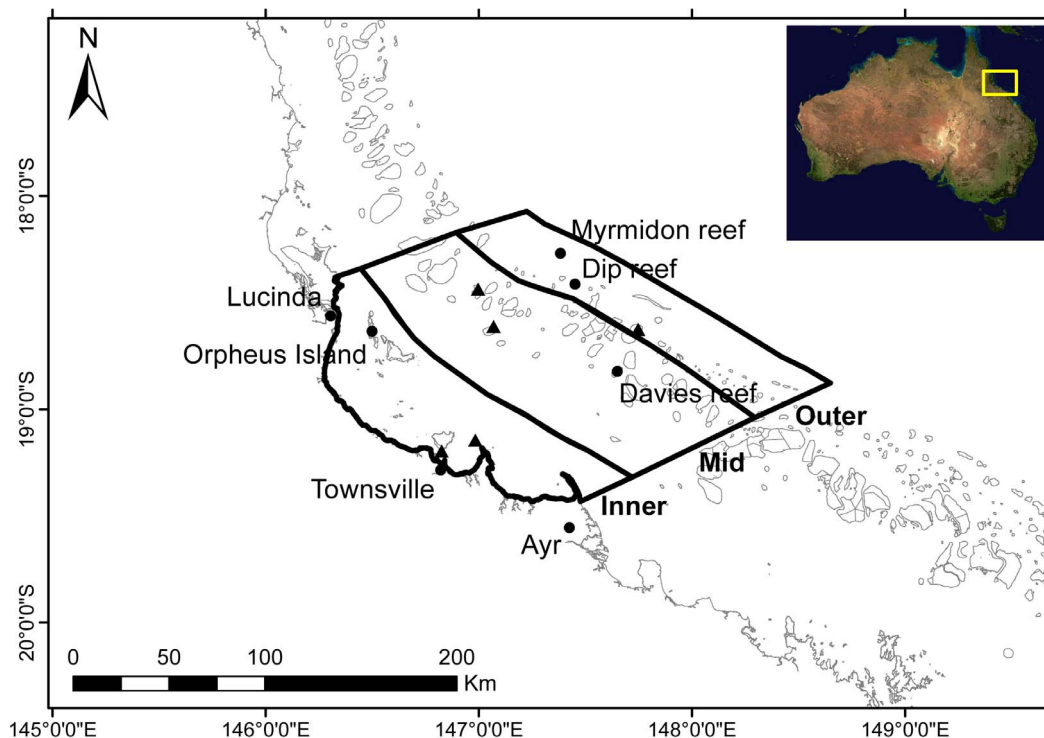 N
18°0'0"S
19°0'0"S
20°0'0"S
Myrmidon reef
Dip reef
Lucinda
Orpheus Island
Davies reef
Outer
Mid
Inner
Townsville
Ayr
0 50 100 200
Km
145°0'0"E 146°0'0"E 147°0'0"E 148°0'0"E 149°0'0"E